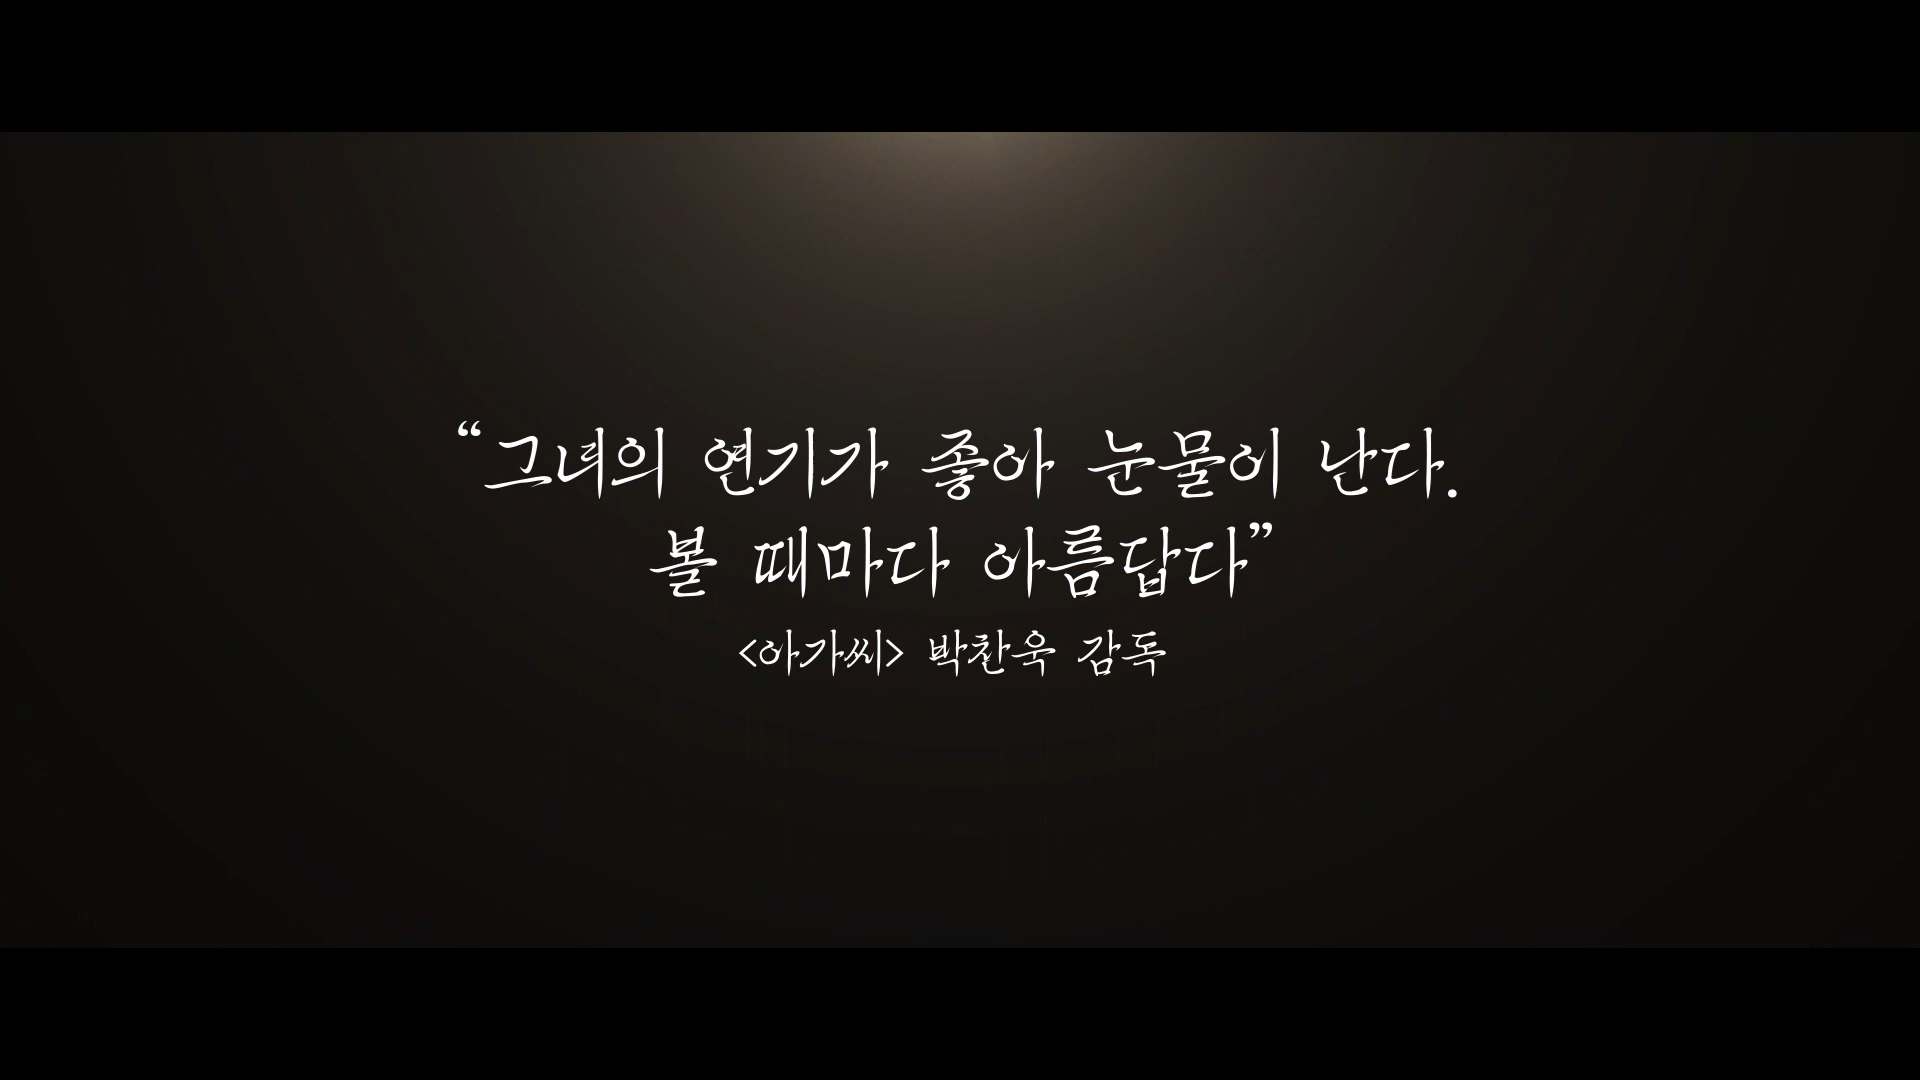 “그녀의 연기가 좋아 눈물이 난다.
볼 때마다 아름답다”
<아가씨> 박찬욱 감독